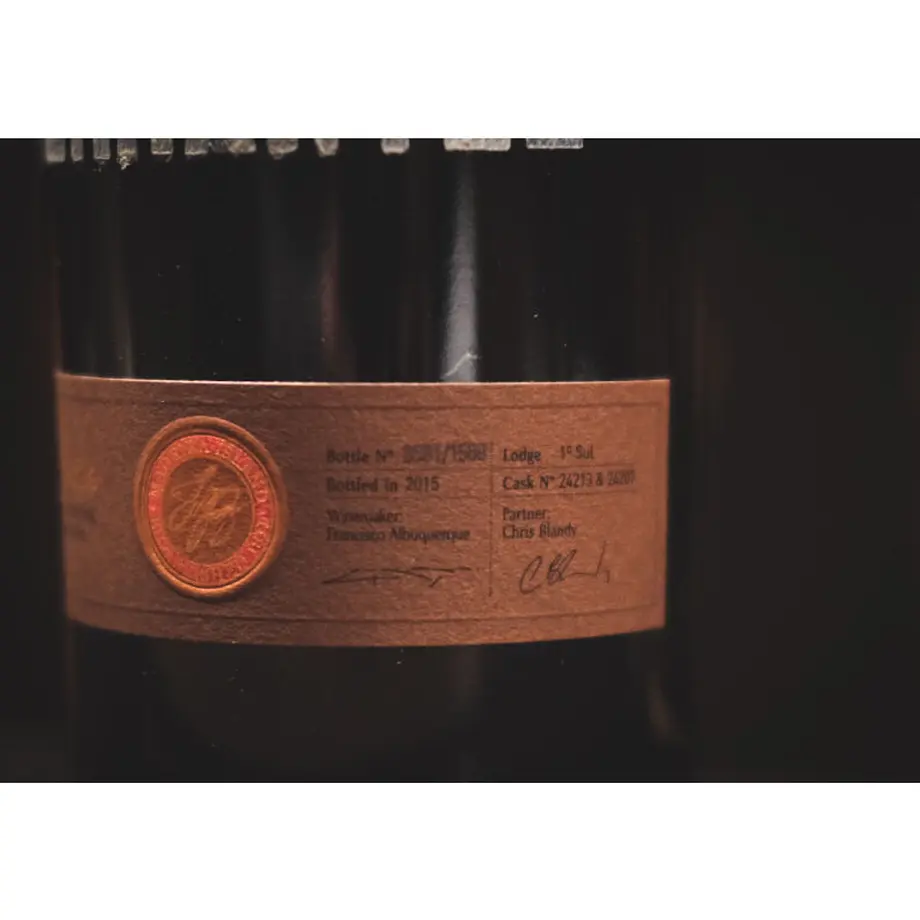 Bottle Nº
Bottled in 2015
Winemaker:
Francisco Albuquerque
Lodge 1º Sul
Cask Nº 24213 &
Partner:
Chris Blandy